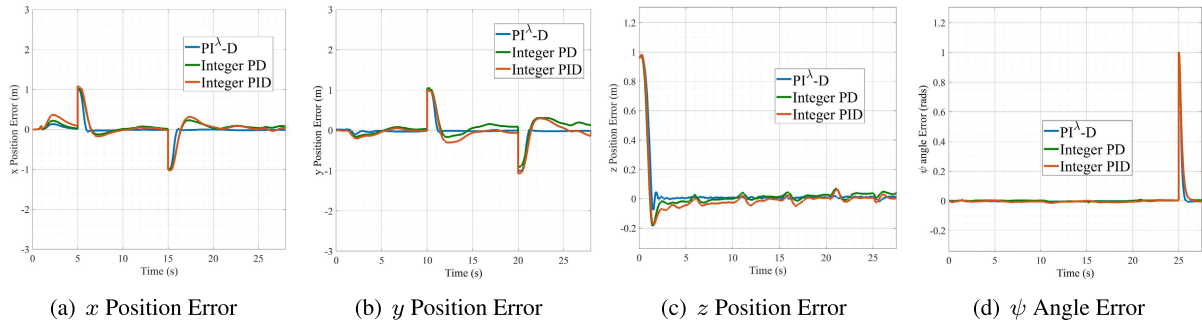 3
2
1
0
-1
-2
-3
x Position Error (m)
PI^λ-D
Integer PD
Integer PID
0 5 10 15 20 25
Time (s)
(a) x Position Error
3
2
1
0
-1
-2
-3
y Position Error (m)
PI^λ-D
Integer PD
Integer PID
0 5 10 15 20 25
Time (s)
(b) y Position Error
1.2
1
0.8
0.6
0.4
0.2
0
-0.2
z Position Error (m)
PI^λ-D
Integer PD
Integer PID
0 5 10 15 20 25
Time (s)
(c) z Position Error
1.2
1
0.8
0.6
0.4
0.2
0
-0.2
ψ angle Error (rads)
PI^λ-D
Integer PD
Integer PID
0 5 10 15 20 25
Time (s)
(d) ψ Angle Error